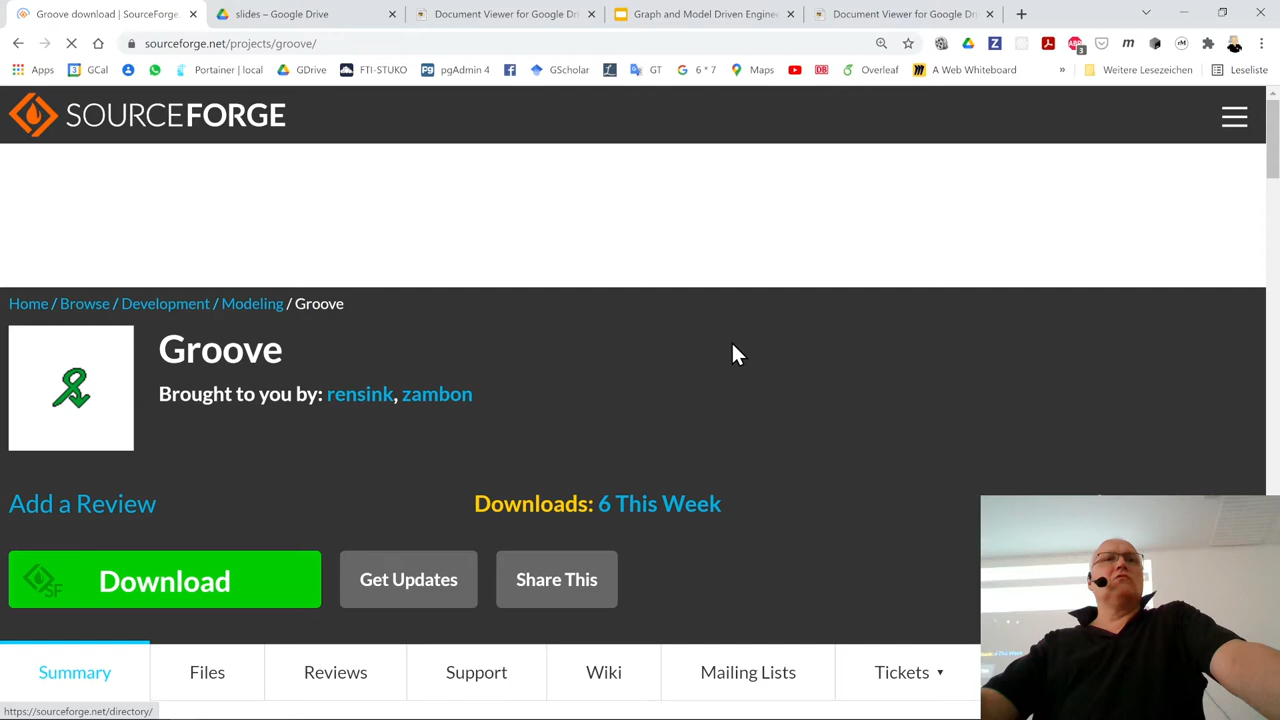 Groove download | SourceForge.
slides – Google Drive
Document Viewer for Google Dri
Graph and Model Driven Enginee
Document Viewer for Google Dri
sourceforge.net/projects/groove/
Apps
GCal
Portainer | local
GDrive
FTI-STUKO
pgAdmin 4
GScholar
GT
6 * 7
Maps
Overleaf
A Web Whiteboard
»
Weitere Lesezeichen
Leseliste
SOURCEFORGE
Home / Browse / Development / Modeling / Groove
Groove
Brought to you by: rensink, zambon
Add a Review
Downloads: 6 This Week
Download
Get Updates
Share This
Summary
Files
Reviews
Support
Wiki
Mailing Lists
Tickets
https://sourceforge.net/directory/